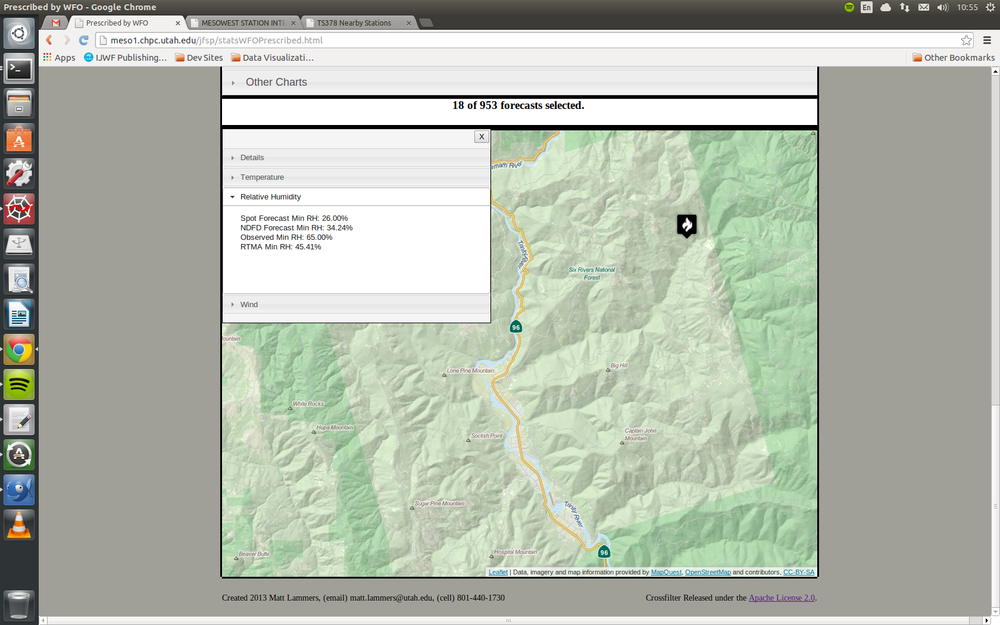 Prescribed by WFO - Google Chrome
En
10:55
Prescribed by WFO
MESOWEST STATION INTE
TS378 Nearby Stations
meso1.chpc.utah.edu/jfsp/statsWFOPrescribed.html
Apps
IJWF Publishing...
Dev Sites
Data Visualizati...
Other Bookmarks
Other Charts
18 of 953 forecasts selected.
X
Details
Temperature
Relative Humidity
Spot Forecast Min RH: 26.00%
NDFD Forecast Min RH: 34.24%
Observed Min RH: 65.00%
RTMA Min RH: 45.41%
Wind
amath River
Trinity River
Six Rivers National
Forest
96
ountain
Lone Pine Mountain
Big Hill
White Rocks
Hupa Mountain
Soctish Point
Captain John
Mountain
Sugar Pine Mountain
Trinity River
Beaver Butte
Hospital Mountain
96
Leaflet | Data, imagery and map information provided by MapQuest, OpenStreetMap and contributors, CC-BY-SA
Created 2013 Matt Lammers, (email) matt.lammers@utah.edu, (cell) 801-440-1730
Crossfilter Released under the Apache License 2.0.